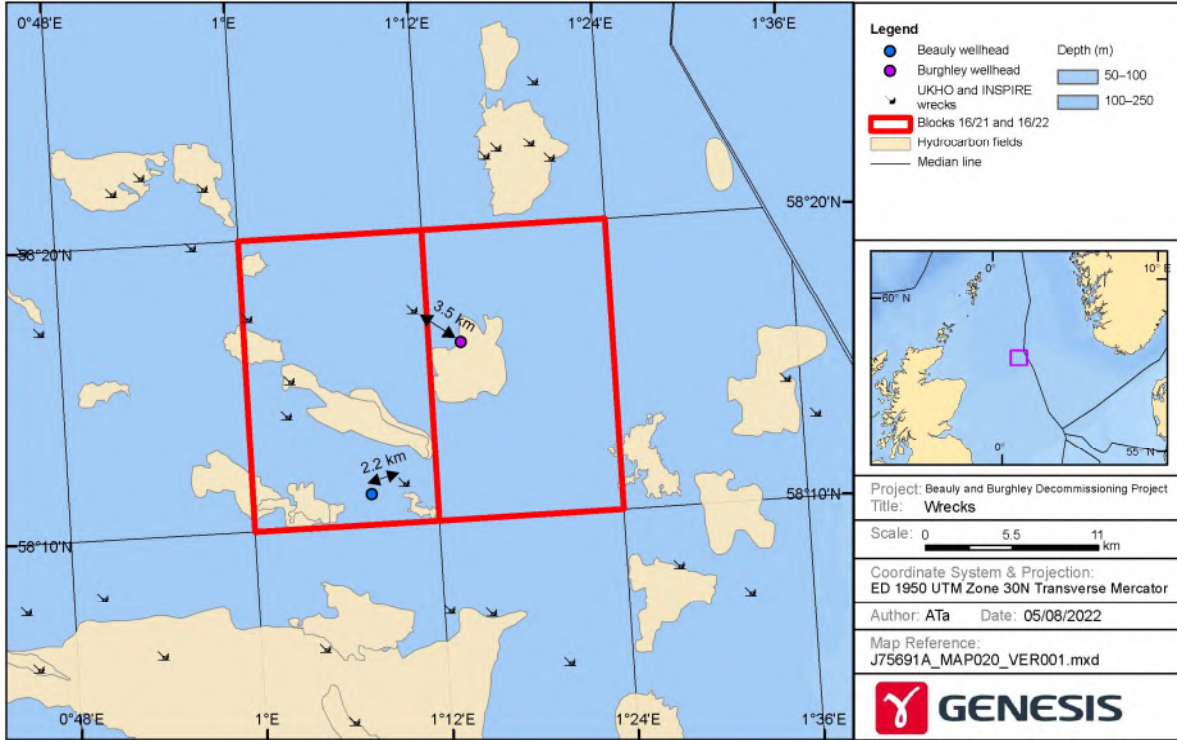 0°48'E
1°E
1°12'E
1°24'E
1°36'E
58°20'N
58°20'N
3.5 km
2.2 km
58°10'N
58°10'N
0°48'E
1°E
1°12'E
1°24'E
1°36'E
Legend
Beauly wellhead
Burghley wellhead
UKHO and INSPIRE
wrecks
Blocks 16/21 and 16/22
Hydrocarbon fields
Median line
Depth (m)
50–100
100–250
0°
10° E
60° N
0°
55° N
Project: Beauly and Burghley Decommissioning Project
Title: Wrecks
Scale: 0 5.5 11
km
Coordinate System & Projection:
ED 1950 UTM Zone 30N Transverse Mercator
Author: ATa Date: 05/08/2022
Map Reference:
J75691A_MAP020_VER001.mxd
GENESIS